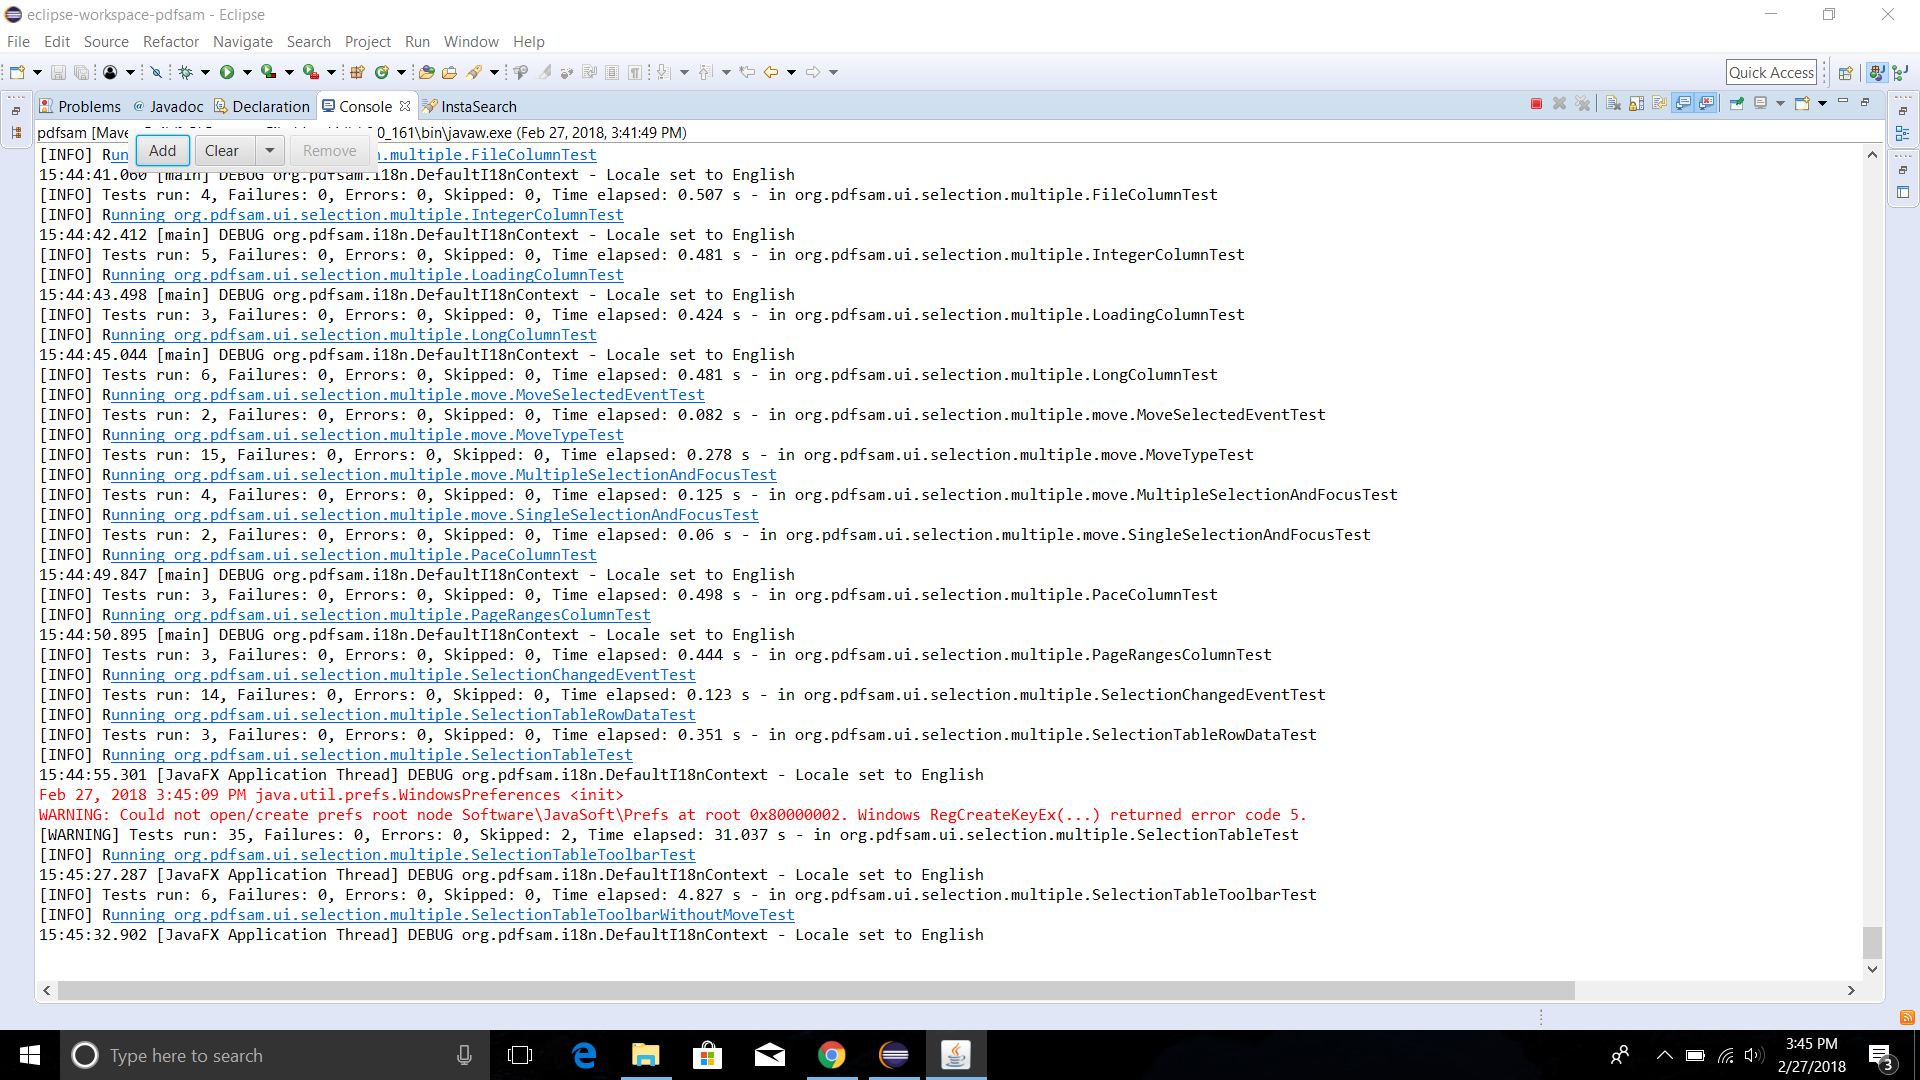 eclipse-workspace-pdfsam - Eclipse
File Edit Source Refactor Navigate Search Project Run Window Help
Quick Access
Problems @ Javadoc Declaration Console InstaSearch
pdfsam [Mave 0_161\bin\javaw.exe (Feb 27, 2018, 3:41:49 PM)
Add Clear Remove
[INFO] Run n.multiple.FileColumnTest
15:44:41.060 [main] DEBUG org.pdfsam.i18n.DefaultI18nContext - Locale set to English
[INFO] Tests run: 4, Failures: 0, Errors: 0, Skipped: 0, Time elapsed: 0.507 s - in org.pdfsam.ui.selection.multiple.FileColumnTest
[INFO] Running org.pdfsam.ui.selection.multiple.IntegerColumnTest
15:44:42.412 [main] DEBUG org.pdfsam.i18n.DefaultI18nContext - Locale set to English
[INFO] Tests run: 5, Failures: 0, Errors: 0, Skipped: 0, Time elapsed: 0.481 s - in org.pdfsam.ui.selection.multiple.IntegerColumnTest
[INFO] Running org.pdfsam.ui.selection.multiple.LoadingColumnTest
15:44:43.498 [main] DEBUG org.pdfsam.i18n.DefaultI18nContext - Locale set to English
[INFO] Tests run: 3, Failures: 0, Errors: 0, Skipped: 0, Time elapsed: 0.424 s - in org.pdfsam.ui.selection.multiple.LoadingColumnTest
[INFO] Running org.pdfsam.ui.selection.multiple.LongColumnTest
15:44:45.044 [main] DEBUG org.pdfsam.i18n.DefaultI18nContext - Locale set to English
[INFO] Tests run: 6, Failures: 0, Errors: 0, Skipped: 0, Time elapsed: 0.481 s - in org.pdfsam.ui.selection.multiple.LongColumnTest
[INFO] Running org.pdfsam.ui.selection.multiple.move.MoveSelectedEventTest
[INFO] Tests run: 2, Failures: 0, Errors: 0, Skipped: 0, Time elapsed: 0.082 s - in org.pdfsam.ui.selection.multiple.move.MoveSelectedEventTest
[INFO] Running org.pdfsam.ui.selection.multiple.move.MoveTypeTest
[INFO] Tests run: 15, Failures: 0, Errors: 0, Skipped: 0, Time elapsed: 0.278 s - in org.pdfsam.ui.selection.multiple.move.MoveTypeTest
[INFO] Running org.pdfsam.ui.selection.multiple.move.MultipleSelectionAndFocusTest
[INFO] Tests run: 4, Failures: 0, Errors: 0, Skipped: 0, Time elapsed: 0.125 s - in org.pdfsam.ui.selection.multiple.move.MultipleSelectionAndFocusTest
[INFO] Running org.pdfsam.ui.selection.multiple.move.SingleSelectionAndFocusTest
[INFO] Tests run: 2, Failures: 0, Errors: 0, Skipped: 0, Time elapsed: 0.06 s - in org.pdfsam.ui.selection.multiple.move.SingleSelectionAndFocusTest
[INFO] Running org.pdfsam.ui.selection.multiple.PaceColumnTest
15:44:49.847 [main] DEBUG org.pdfsam.i18n.DefaultI18nContext - Locale set to English
[INFO] Tests run: 3, Failures: 0, Errors: 0, Skipped: 0, Time elapsed: 0.498 s - in org.pdfsam.ui.selection.multiple.PaceColumnTest
[INFO] Running org.pdfsam.ui.selection.multiple.PageRangesColumnTest
15:44:50.895 [main] DEBUG org.pdfsam.i18n.DefaultI18nContext - Locale set to English
[INFO] Tests run: 3, Failures: 0, Errors: 0, Skipped: 0, Time elapsed: 0.444 s - in org.pdfsam.ui.selection.multiple.PageRangesColumnTest
[INFO] Running org.pdfsam.ui.selection.multiple.SelectionChangedEventTest
[INFO] Tests run: 14, Failures: 0, Errors: 0, Skipped: 0, Time elapsed: 0.123 s - in org.pdfsam.ui.selection.multiple.SelectionChangedEventTest
[INFO] Running org.pdfsam.ui.selection.multiple.SelectionTableRowDataTest
[INFO] Tests run: 3, Failures: 0, Errors: 0, Skipped: 0, Time elapsed: 0.351 s - in org.pdfsam.ui.selection.multiple.SelectionTableRowDataTest
[INFO] Running org.pdfsam.ui.selection.multiple.SelectionTableTest
15:44:55.301 [JavaFX Application Thread] DEBUG org.pdfsam.i18n.DefaultI18nContext - Locale set to English
Feb 27, 2018 3:45:09 PM java.util.prefs.WindowsPreferences <init>
WARNING: Could not open/create prefs root node Software\JavaSoft\Prefs at root 0x80000002. Windows RegCreateKeyEx(...) returned error code 5.
[WARNING] Tests run: 35, Failures: 0, Errors: 0, Skipped: 2, Time elapsed: 31.037 s - in org.pdfsam.ui.selection.multiple.SelectionTableTest
[INFO] Running org.pdfsam.ui.selection.multiple.SelectionTableToolbarTest
15:45:27.287 [JavaFX Application Thread] DEBUG org.pdfsam.i18n.DefaultI18nContext - Locale set to English
[INFO] Tests run: 6, Failures: 0, Errors: 0, Skipped: 0, Time elapsed: 4.827 s - in org.pdfsam.ui.selection.multiple.SelectionTableToolbarTest
[INFO] Running org.pdfsam.ui.selection.multiple.SelectionTableToolbarWithoutMoveTest
15:45:32.902 [JavaFX Application Thread] DEBUG org.pdfsam.i18n.DefaultI18nContext - Locale set to English
Type here to search
3:45 PM
2/27/2018
3